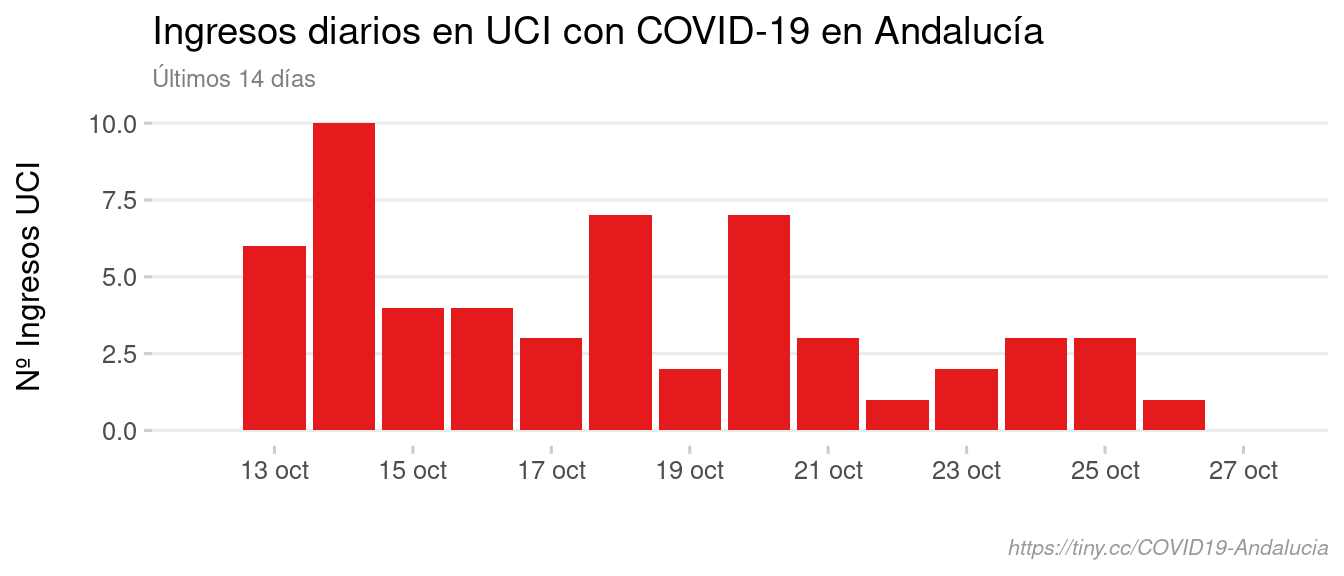 Ingresos diarios en UCI con COVID-19 en Andalucía
Últimos 14 días
Nº Ingresos UCI
10.0
7.5
5.0
2.5
0.0
13 oct 15 oct 17 oct 19 oct 21 oct 23 oct 25 oct 27 oct
https://tiny.cc/COVID19-Andalucia